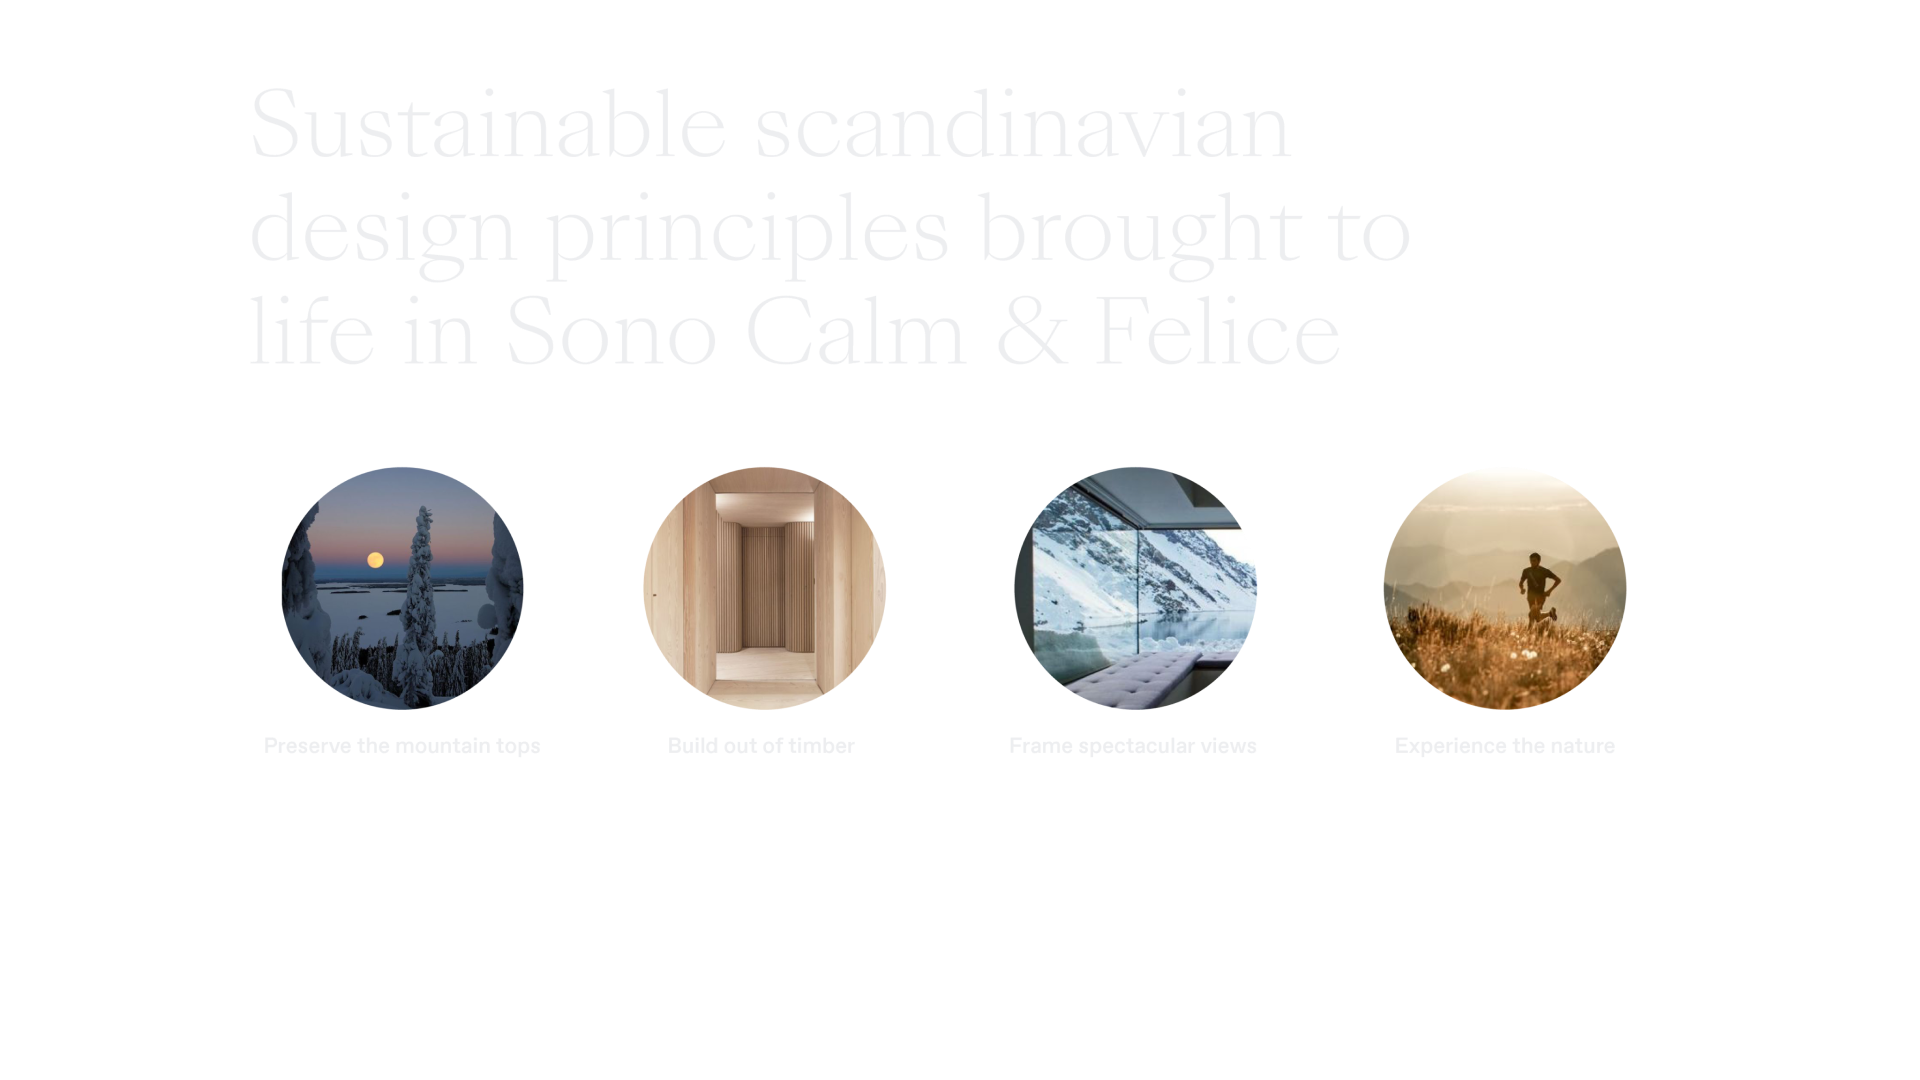 Sustainable scandinavian
design principles brought to
life in Sono Calm & Felice
Preserve the mountain tops
Build out of timber
Frame spectacular views
Experience the nature